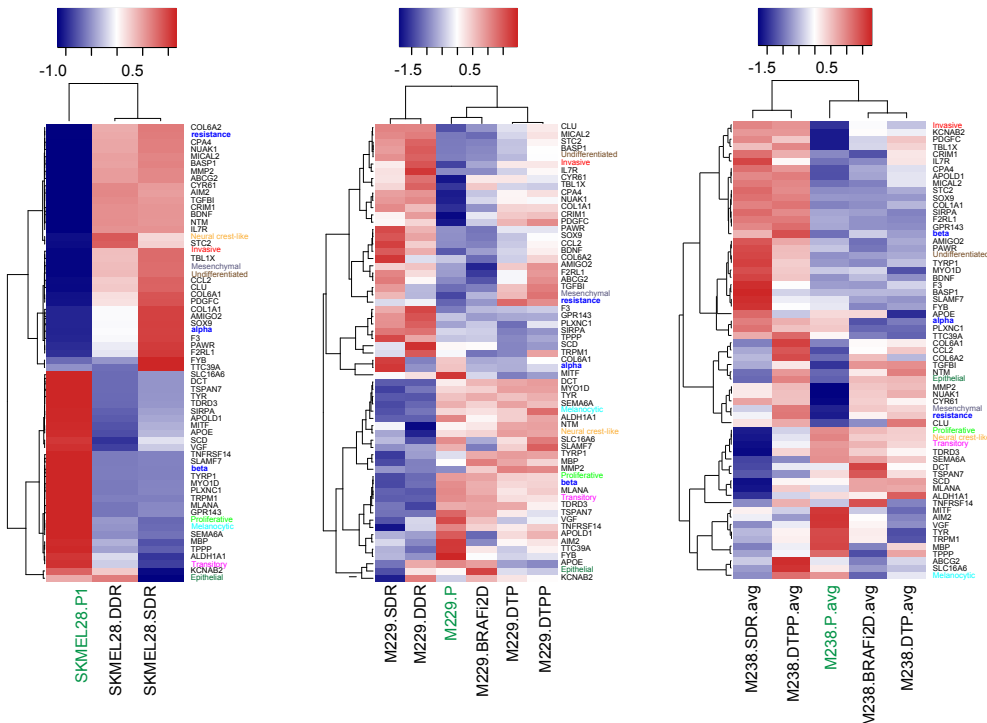 -1.0 0.5
COL6A2
resistance
CPA4
NUAK1
MICAL2
BASP1
MMP2
ABCG2
CYR61
AIM2
TGFBI
CRIM1
BDNF
NTM
IL7R
Neural crest-like
STC2
Invasive
TBL1X
Mesenchymal
Undifferentiated
CCL2
CLU
COL6A1
PDGFC
COL1A1
AMIGO2
SOX9
alpha
F3
PAWR
F2RL1
FYB
TTC39A
SLC16A6
DCT
TSPAN7
TYR
TDRD3
SIRPA
APOLD1
MITF
APOE
SCD
VGF
TNFRSF14
SLAMF7
beta
TYRP1
MYO1D
PLXNC1
TRPM1
MLANA
GPR143
Proliferative
Melanocytic
SEMA6A
MBP
TPPP
ALDH1A1
Transitory
KCNAB2
Epithelial
SKMEL28.P1
SKMEL28.DDR
SKMEL28.SDR
-1.5 0.5
CLU
MICAL2
STC2
BASP1
Undifferentiated
Invasive
IL7R
CYR61
TBL1X
CPA4
NUAK1
COL1A1
CRIM1
PDGFC
PAWR
SOX9
CCL2
BDNF
COL6A2
AMIGO2
F2RL1
ABCG2
TGFBI
Mesenchymal
resistance
F3
GPR143
PLXNC1
SIRPA
TPPP
SCD
TRPM1
COL6A1
alpha
MITF
DCT
MYO1D
TYR
SEMA6A
Melanocytic
ALDH1A1
NTM
Neural crest-like
SLC16A6
SLAMF7
TYRP1
MBP
MMP2
Proliferative
beta
MLANA
Transitory
TDRD3
TSPAN7
VGF
TNFRSF14
APOLD1
AIM2
TTC39A
FYB
APOE
Epithelial
KCNAB2
M229.SDR
M229.DDR
M229.P
M229.BRAFi2D
M229.DTP
M229.DTPP
-1.5 0.5
Invasive
KCNAB2
PDGFC
TBL1X
CRIM1
IL7R
CPA4
APOLD1
MICAL2
STC2
SOX9
COL1A1
SIRPA
F2RL1
GPR143
beta
AMIGO2
PAWR
Undifferentiated
TYRP1
MYO1D
BDNF
F3
BASP1
SLAMF7
FYB
APOE
alpha
PLXNC1
TTC39A
COL6A1
CCL2
COL6A2
TGFBI
NTM
Epithelial
MMP2
NUAK1
CYR61
Mesenchymal
resistance
CLU
Proliferative
Neural crest-like
Transitory
TDRD3
SEMA6A
DCT
TSPAN7
SCD
MLANA
ALDH1A1
TNFRSF14
MITF
AIM2
VGF
TYR
TRPM1
MBP
TPPP
ABCG2
SLC16A6
Melanocytic
M238.SDR.avg
M238.DTPP.avg
M238.P.avg
M238.BRAFi2D.avg
M238.DTP.avg